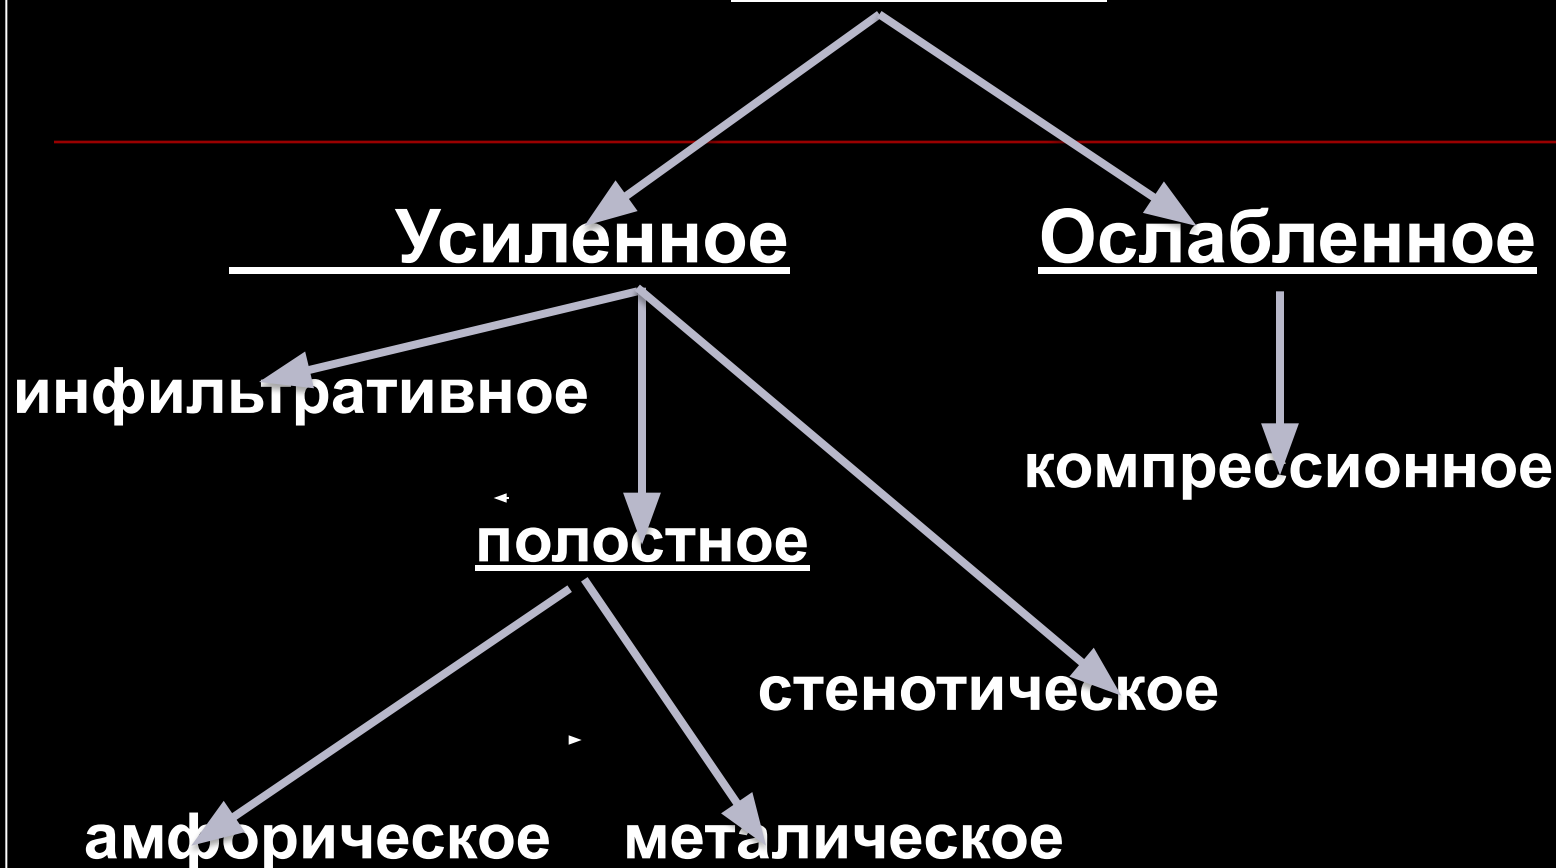 Усиленное Ослабленное
инфильтративное
компрессионное
полостное
стенотическое
амфорическое металическое